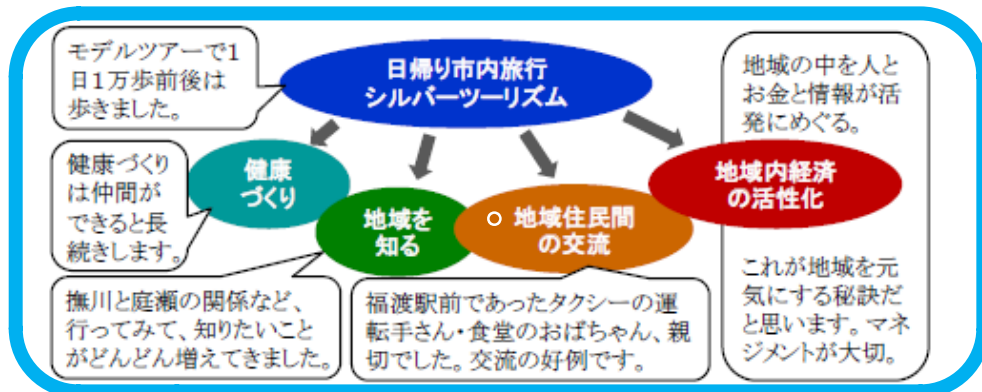 モデルツアーで1
日1万歩前後は
歩きました。
日帰り市内旅行
シルバーツーリズム
地域の中を人と
お金と情報が活
発にめぐる。
健康づくり
は仲間が
できると長
続きします。
健康
づくり
地域を
知る
地域住民間
の交流
地域内経済
の活性化
撫川と庭瀬の関係など、
行ってみて、知りたいこと
がどんどん増えてきました。
福渡駅前であったタクシーの運
転手さん・食堂のおばちゃん、親
切でした。交流の好例です。
これが地域を元
気にする秘訣だ
と思います。マネ
ジメントが大切。